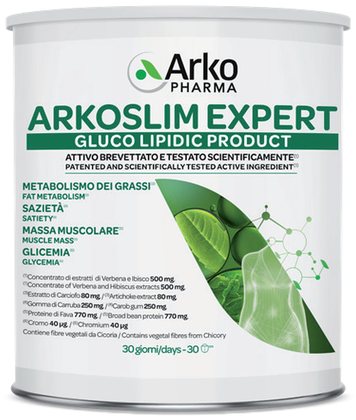 Arko
PHARMA
ARKOSLIM EXPERT
GLUCO LIPIDIC PRODUCT
ATTIVO BREVETTATO E TESTATO SCIENTIFICAMENTE⁽¹⁾
PATENTED AND SCIENTIFICALLY TESTED ACTIVE INGREDIENT⁽¹⁾
METABOLISMO DEI GRASSI
FAT METABOLISM
SAZIETÀ
SATIETY
MASSA MUSCOLARE
MUSCLE MASS
GLICEMIA
GLYCEMIA
⁽¹⁾Concentrato di estratti di Verbena e Ibisco 500 mg.
⁽¹⁾Concentrate of Verbena and Hibiscus extracts 500 mg.
Estratto di Carciofo 80 mg./ Artichoke extract 80 mg.
Gomma di Carruba 250 mg./ Carob gum 250 mg.
Proteine di Fava 770 mg./ Broad bean protein 770 mg.
Cromo 40 µg. / Chromium 40 µg
Contiene fibre vegetali da Cicoria / Contains vegetal fibres from Chicory
30 giorni/days - 30